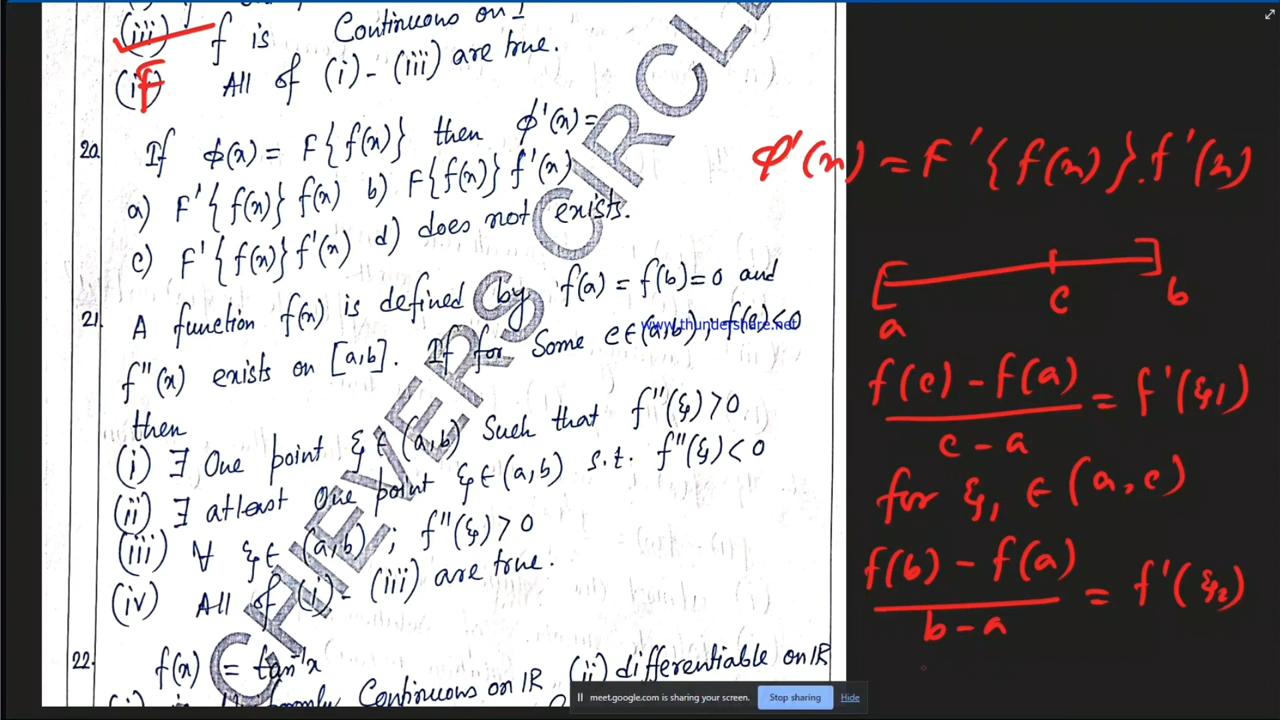 (iii) f is Continuous on I
(iv) All of (i) - (iii) are true.
F
20. If ϕ(x) = F{f(x)} then ϕ'(x) =
a) F'{f(x)} f(x) b) F{f(x)} f'(x)
c) F'{f(x)} f'(x) d) does not exists.
21. A function f(x) is defined by f(a) = f(b) = 0 and
f''(x) exists on [a,b]. If for Some c ∈ (a,b), f(a) < 0
then
(i) ∃ One point ξ ∈ (a,b) Such that f''(ξ) > 0
(ii) ∃ atleast One point ξ ∈ (a,b) s.t. f''(ξ) < 0
(iii) ∀ ξ ∈ (a,b) ; f''(ξ) > 0
(iv) All of (i) - (iii) are true.
22. f(x) = tan⁻¹x
Continuous on IR (ii) differentiable on IR
CHIEVERS CIRCLE
www.thundershare.net
ϕ'(x) = F'{f(x)}.f'(x)
a c b
f(c) - f(a) / c - a = f'(ξ1)
for ξ1 ∈ (a,c)
f(b) - f(a) / b - a = f'(ξ2)
meet.google.com is sharing your screen. Stop sharing Hide